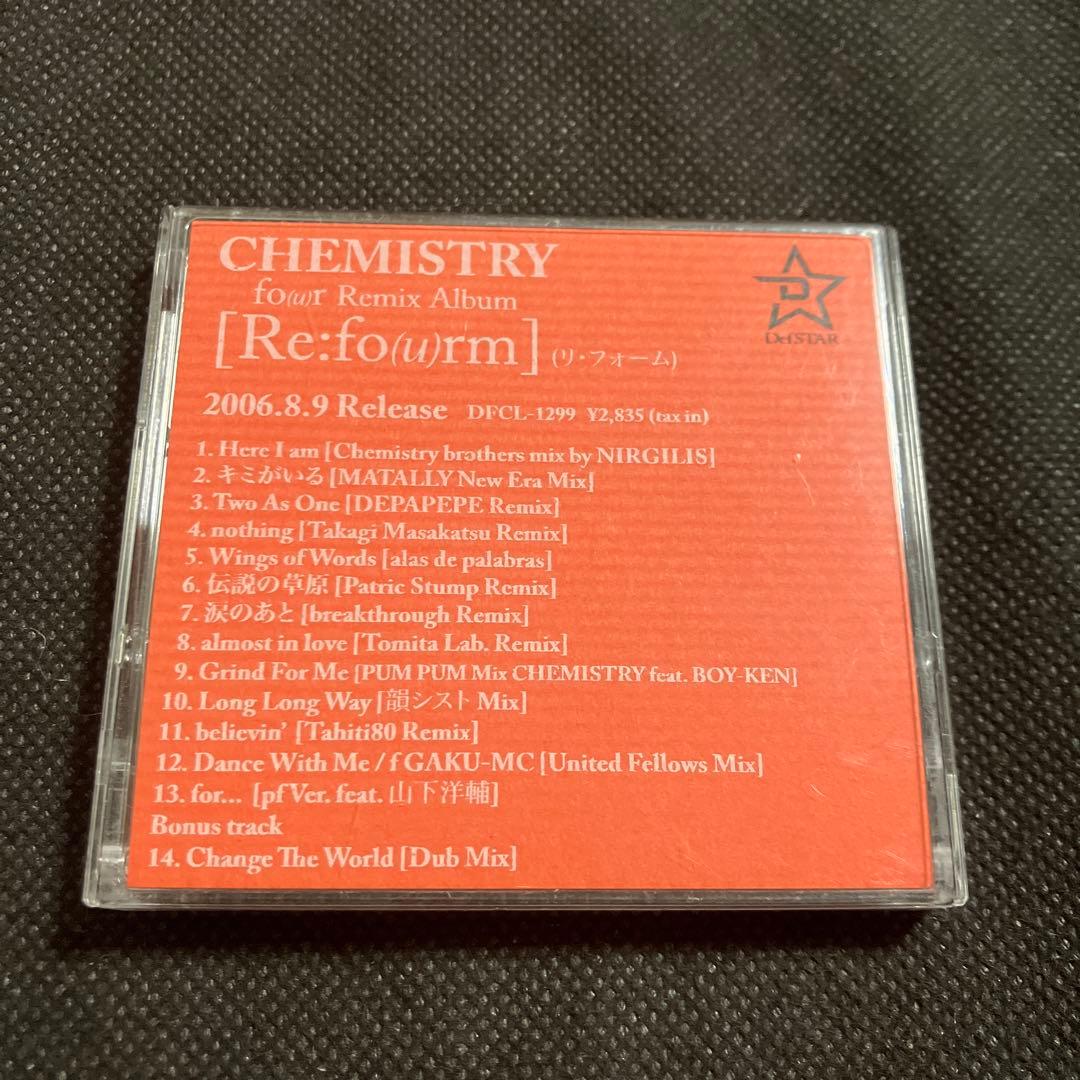 CHEMISTRY
fo(u)r Remix Album
[Re:fo(u)rm] (リ・フォーム)
D
DefSTAR
2006.8.9 Release DFCL-1299 ¥2,835 (tax in)
1. Here I am [Chemistry brothers mix by NIRGILIS]
2. キミがいる [MATALLY New Era Mix]
3. Two As One [DEPAPEPE Remix]
4. nothing [Takagi Masakatsu Remix]
5. Wings of Words [alas de palabras]
6. 伝説の草原 [Patric Stump Remix]
7. 涙のあと [breakthrough Remix]
8. almost in love [Tomita Lab. Remix]
9. Grind For Me [PUM PUM Mix CHEMISTRY feat. BOY-KEN]
10. Long Long Way [韻シスト Mix]
11. believin' [Tahiti80 Remix]
12. Dance With Me / f GAKU-MC [United Fellows Mix]
13. for... [pf Ver. feat. 山下洋輔]
Bonus track
14. Change The World [Dub Mix]